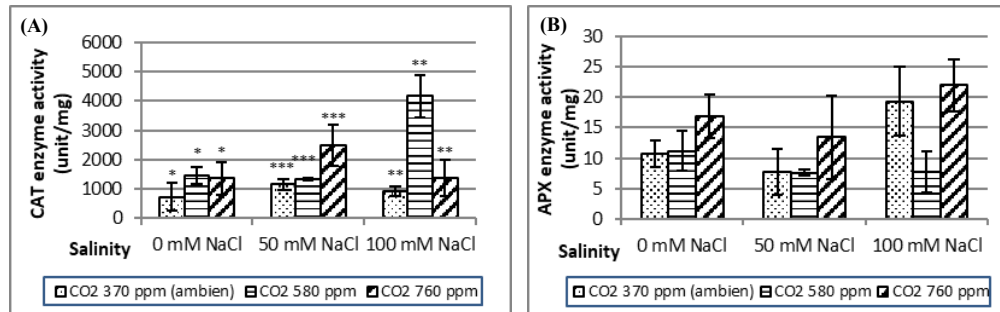 (A)
CAT enzyme activity
(unit/mg)
6000
5000
4000
3000
2000
1000
0
*
*
*
***
***
***
**
**
**
Salinity
0 mM NaCl
50 mM NaCl
100 mM NaCl
CO2 370 ppm (ambien)
CO2 580 ppm
CO2 760 ppm
(B)
APX enzyme activity
(unit/mg)
30
25
20
15
10
5
0
Salinity
0 mM NaCl
50 mM NaCl
100 mM NaCl
CO2 370 ppm (ambien)
CO2 580 ppm
CO2 760 ppm